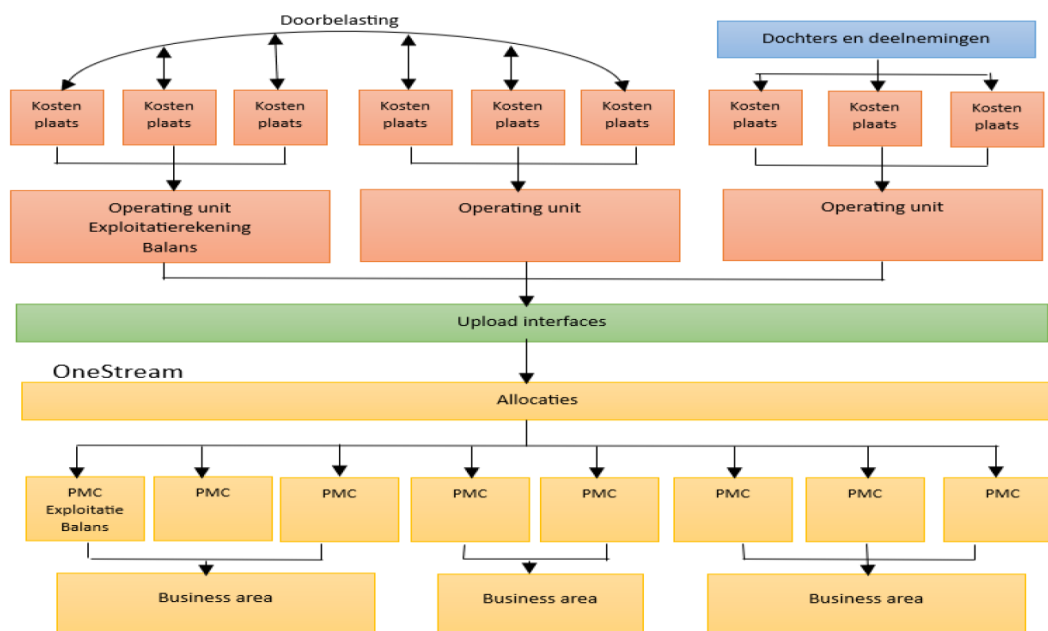 Doorbelasting
Dochters en deelnemingen
Kosten
plaats
Kosten
plaats
Kosten
plaats
Kosten
plaats
Kosten
plaats
Kosten
plaats
Kosten
plaats
Kosten
plaats
Kosten
plaats
Operating unit
Exploitatierekening
Balans
Operating unit
Operating unit
Upload interfaces
OneStream
Allocaties
PMC
Exploitatie
Balans
PMC
PMC
PMC
PMC
PMC
PMC
PMC
Business area
Business area
Business area